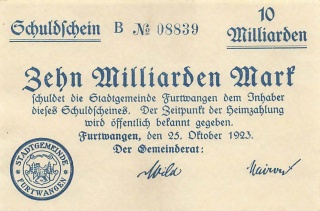 Schuldschein B № 08839 10 Milliarden
Zehn Milliarden Mark
schuldet die Stadtgemeinde Furtwangen dem Inhaber
dieses Schuldscheines. Der Zeitpunkt der Heimzahlung
wird öffentlich bekannt gegeben.
Furtwangen, den 25. Oktober 1923.
Der Gemeinderat:
STADTGEMEINDE
FURTWANGEN